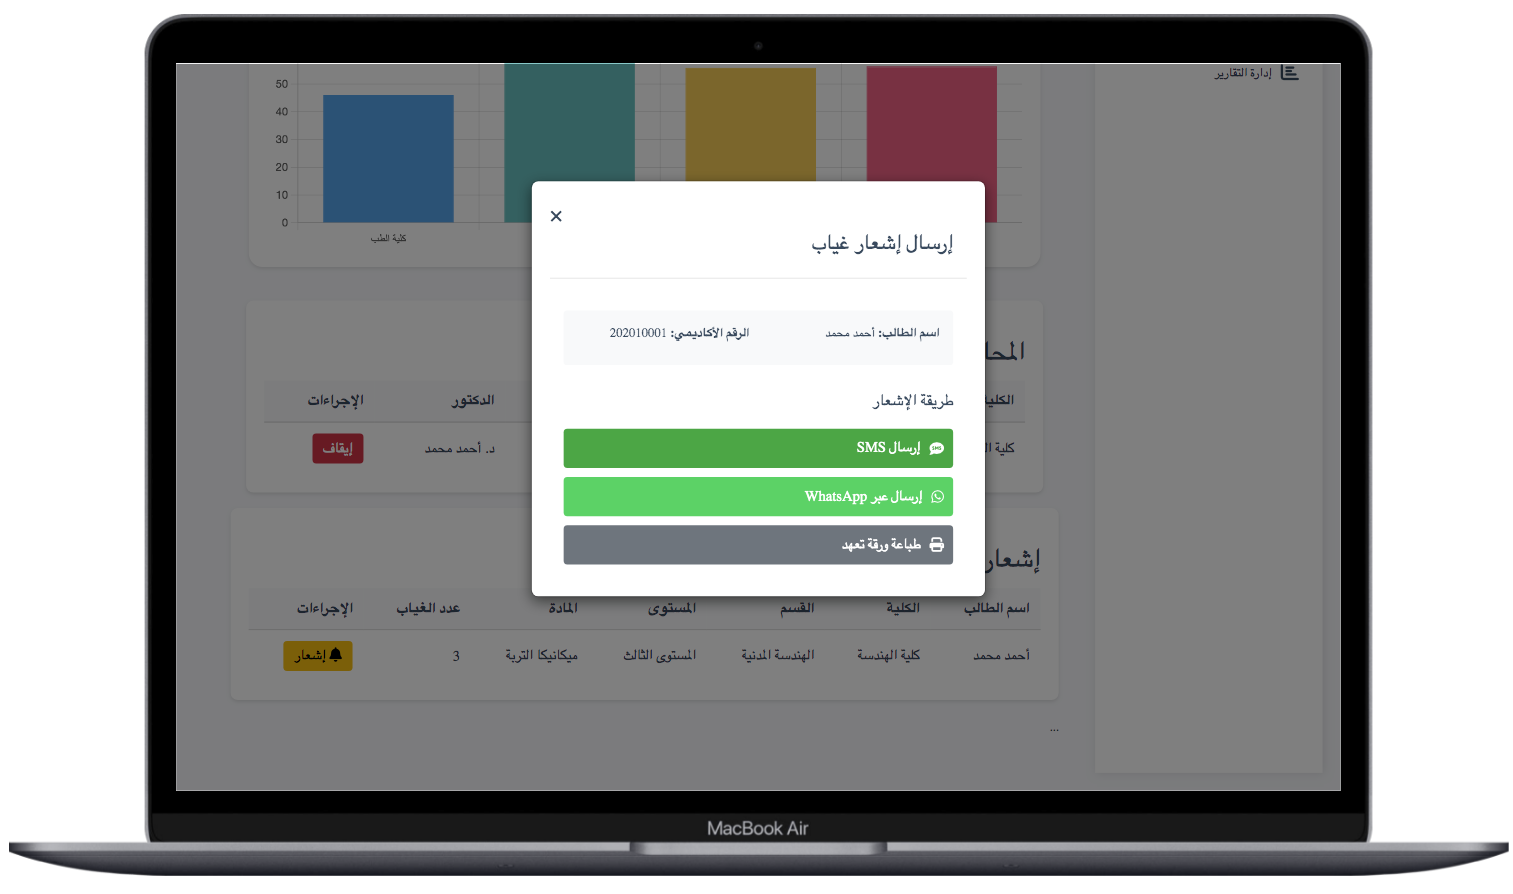 إدارة التقارير
50
40
30
20
10
0
كلية الطب
×
إرسال إشعار غياب
اسم الطالب: أحمد محمد الرقم الأكاديمي: 202010001
طريقة الإشعار
إرسال SMS
إرسال عبر WhatsApp
طباعة ورقة تعهد
الدكتور الإجراءات
د. أحمد محمد إيقاف
إشعار
اسم الطالب الكلية القسم المستوى المادة عدد الغياب الإجراءات
أحمد محمد كلية الهندسة الهندسة المدنية المستوى الثالث ميكانيكا التربة 3 إشعار
...
MacBook Air